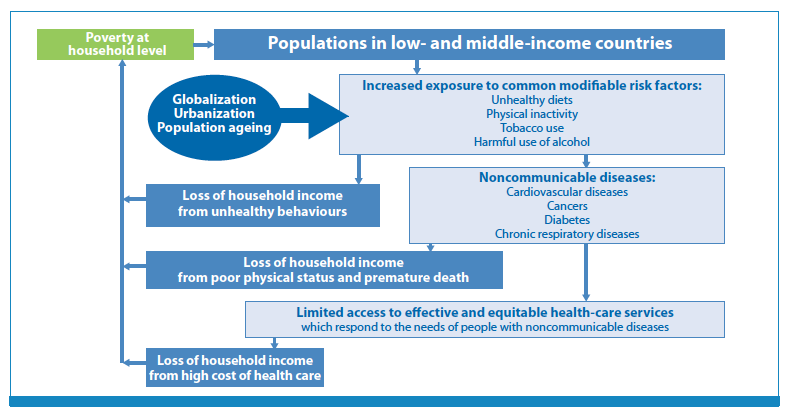 Poverty at
household level
Populations in low- and middle-income countries
Globalization
Urbanization
Population ageing
Increased exposure to common modifiable risk factors:
Unhealthy diets
Physical inactivity
Tobacco use
Harmful use of alcohol
Noncommunicable diseases:
Cardiovascular diseases
Cancers
Diabetes
Chronic respiratory diseases
Loss of household income
from unhealthy behaviours
Loss of household income
from poor physical status and premature death
Limited access to effective and equitable health-care services
which respond to the needs of people with noncommunicable diseases
Loss of household income
from high cost of health care